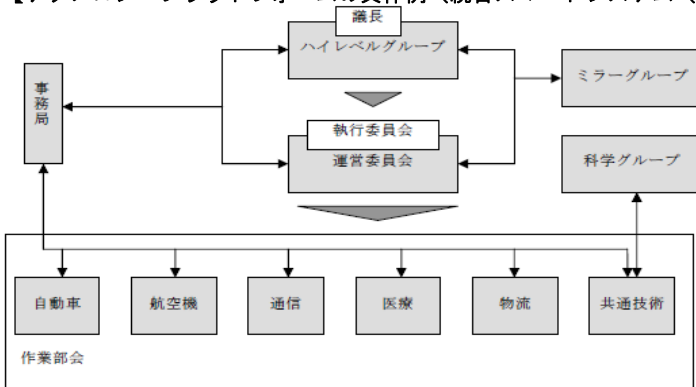 議長
ハイレベルグループ
事務局
ミラーグループ
執行委員会
運営委員会
科学グループ
自動車
航空機
通信
医療
物流
共通技術
作業部会